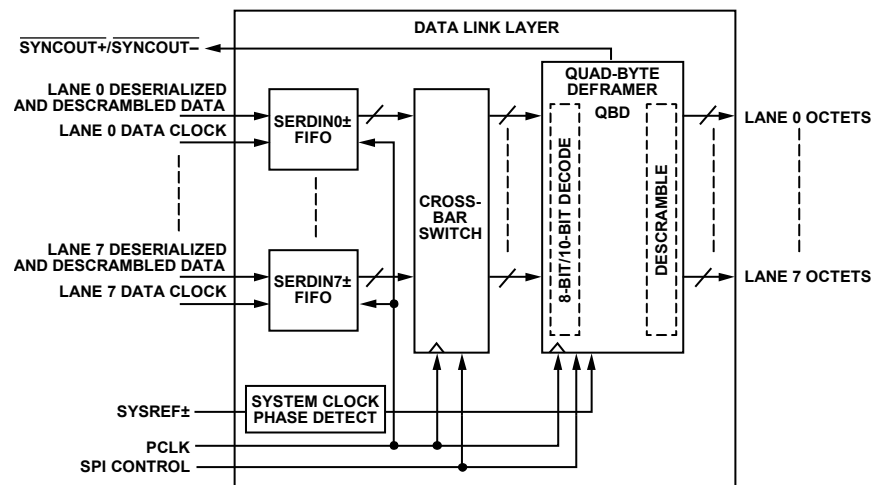 DATA LINK LAYER
SYNCOUT+/SYNCOUT–
QUAD-BYTE
DEFRAMER
QBD
LANE 0 DESERIALIZED
AND DESCRAMBLED DATA
LANE 0 DATA CLOCK
SERDIN0±
FIFO
LANE 0 OCTETS
CROSS-
BAR
SWITCH
8-BIT/10-BIT DECODE
DESCRAMBLE
LANE 7 DESERIALIZED
AND DESCRAMBLED DATA
LANE 7 DATA CLOCK
SERDIN7±
FIFO
LANE 7 OCTETS
SYSREF±
SYSTEM CLOCK
PHASE DETECT
PCLK
SPI CONTROL